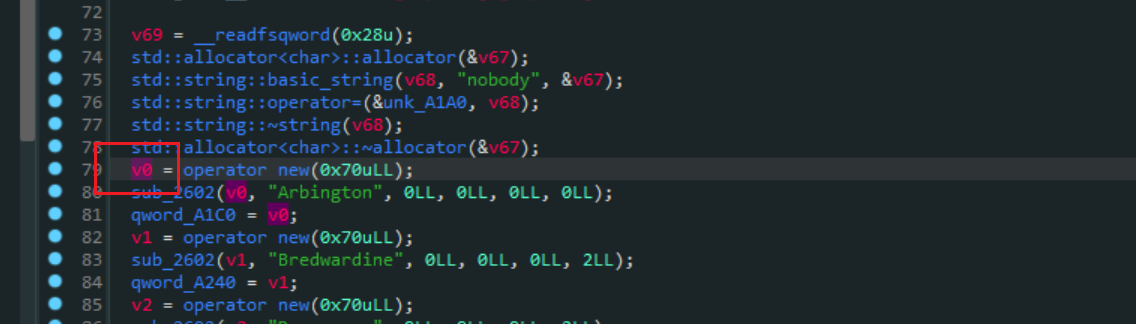 72
73 v69 = __readfsqword(0x28u);
74 std::allocator<char>::allocator(&v67);
75 std::string::basic_string(v68, "nobody", &v67);
76 std::string::operator=(&unk_A1A0, v68);
77 std::string::~string(v68);
78 std::allocator<char>::~allocator(&v67);
79 v0 = operator new(0x70uLL);
80 sub_2602(v0, "Arbington", 0LL, 0LL, 0LL, 0LL);
81 qword_A1C0 = v0;
82 v1 = operator new(0x70uLL);
83 sub_2602(v1, "Bredwardine", 0LL, 0LL, 0LL, 2LL);
84 qword_A240 = v1;
85 v2 = operator new(0x70uLL);